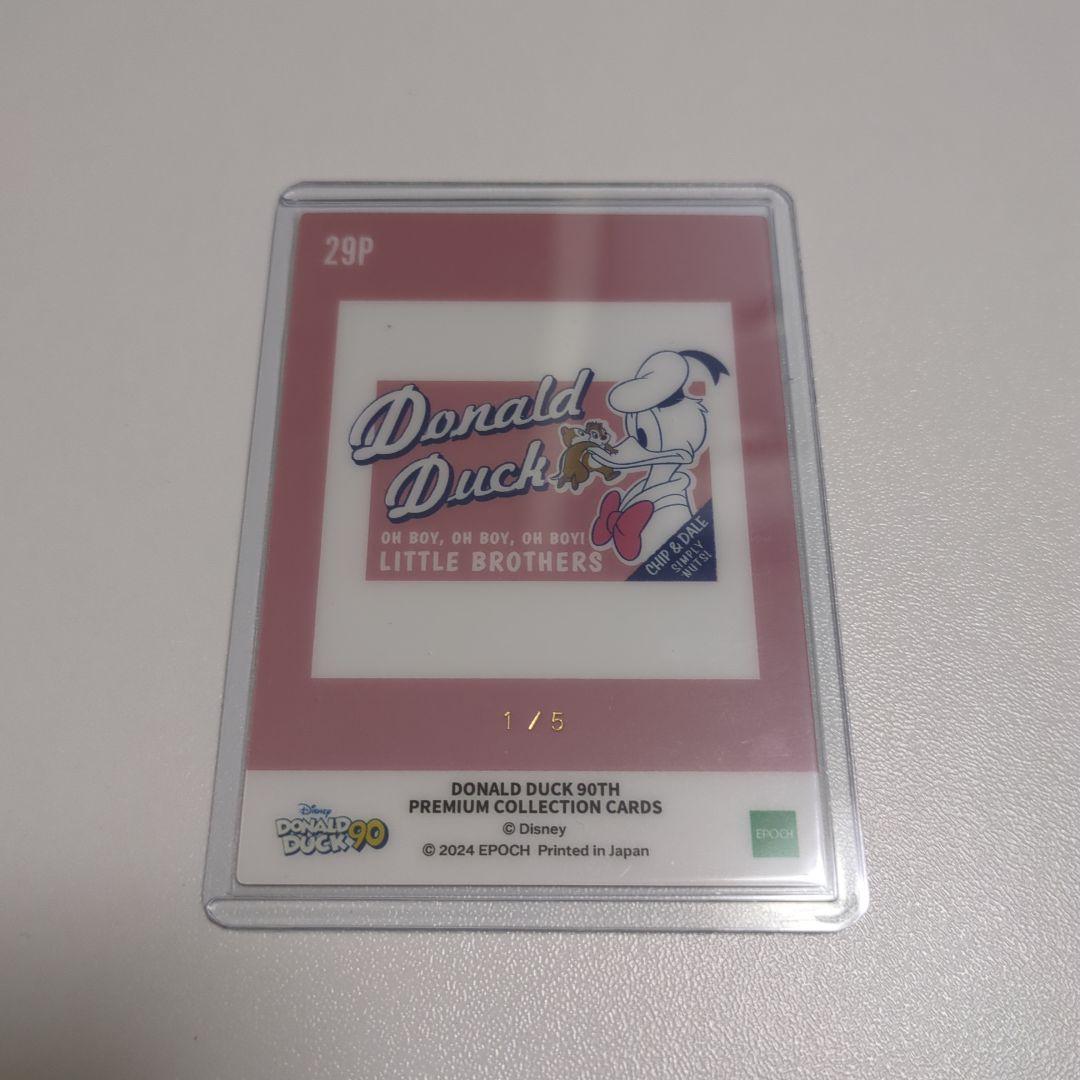 29P
Donald
Duck
OH BOY, OH BOY, OH BOY!
LITTLE BROTHERS
CHIP & DALE
SIMPLY
'NUTS!
1 / 5
DONALD DUCK 90TH
PREMIUM COLLECTION CARDS
© Disney
© 2024 EPOCH Printed in Japan
Disney
DONALD
DUCK 90
EPOCH